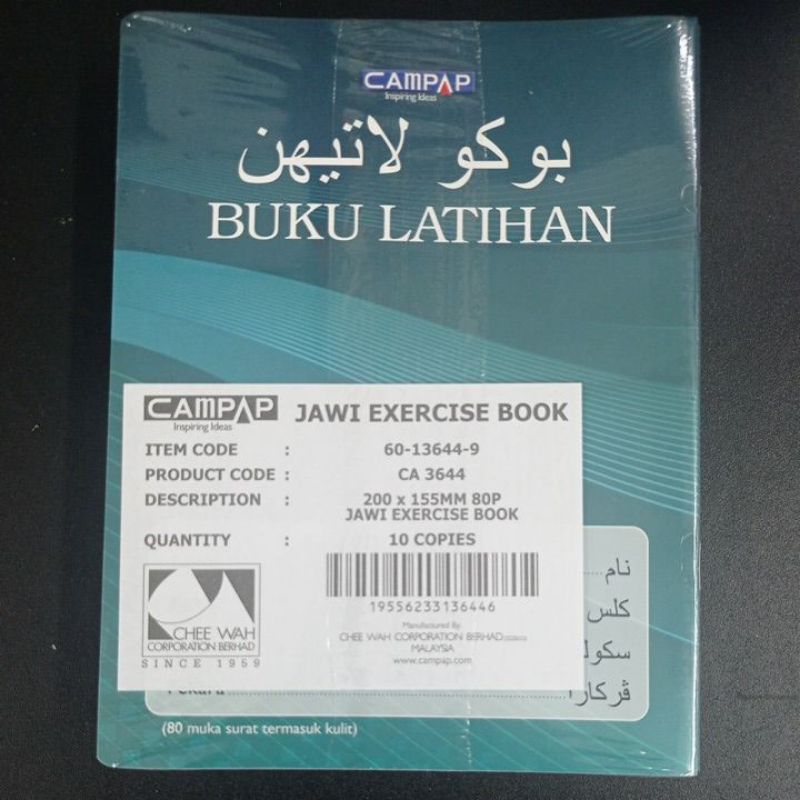 CAMPAP
Inspiring Ideas
بوكو لاتيهن
BUKU LATIHAN
CAMPAP
Inspiring Ideas
JAWI EXERCISE BOOK
ITEM CODE : 60-13644-9
PRODUCT CODE : CA 3644
DESCRIPTION : 200 x 155MM 80P
JAWI EXERCISE BOOK
QUANTITY : 10 COPIES
19556233136446
Manufactured By:
CHEE WAH CORPORATION BERHAD
MALAYSIA
www.campap.com
CHEE WAH
CORPORATION BERHAD
SINCE 1959
نام
كلس
سكول
ڤركارا
(80 muka surat termasuk kulit)